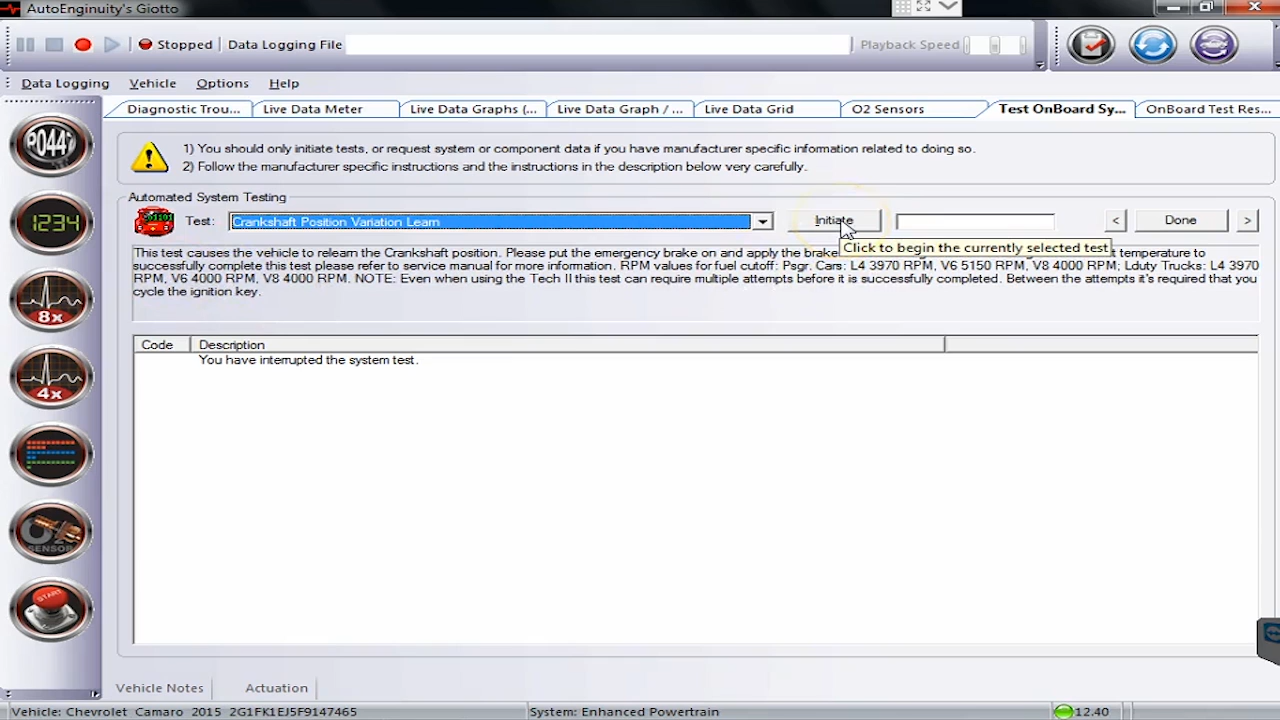 AutoEnginuity's Giotto
Stopped Data Logging File Playback Speed
Data Logging Vehicle Options Help
Diagnostic Trou... Live Data Meter Live Data Graphs (... Live Data Graph / ... Live Data Grid O2 Sensors Test OnBoard Sy... OnBoard Test Res...
P0447
1) You should only initiate tests, or request system or component data if you have manufacturer specific information related to doing so.
2) Follow the manufacturer specific instructions and the instructions in the description below very carefully.
Automated System Testing
Test: Crankshaft Position Variation Learn Initiate < Done >
1234
Click to begin the currently selected test
This test causes the vehicle to relearn the Crankshaft position. Please put the emergency brake on and apply the brake temperature to
successfully complete this test please refer to service manual for more information. RPM values for fuel cutoff: Psgr. Cars: L4 3970 RPM, V6 5150 RPM, V8 4000 RPM; Lduty Trucks: L4 3970
RPM, V6 4000 RPM, V8 4000 RPM. NOTE: Even when using the Tech II this test can require multiple attempts before it is successfully completed. Between the attempts it's required that you
cycle the ignition key.
8x
Code Description
You have interrupted the system test.
4x
O2
SENSOR
START
Vehicle Notes Actuation
Vehicle: Chevrolet Camaro 2015 2G1FK1EJ5F9147465 System: Enhanced Powertrain 12.40